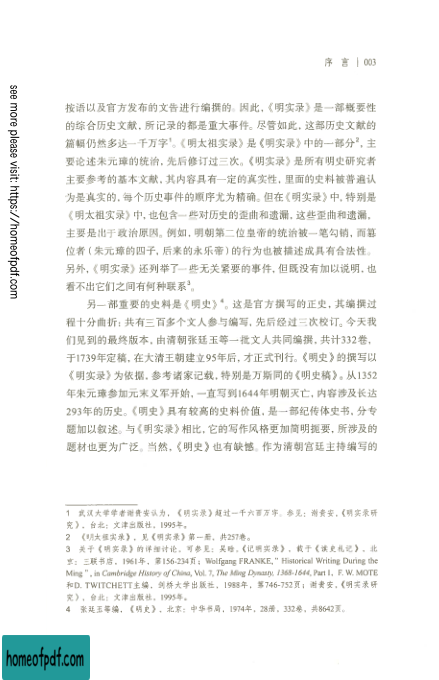 序 言 | 003
按语以及官方发布的文告进行编撰的。因此，《明实录》是一部概要性
的综合历史文献，所记录的都是重大事件。尽管如此，这部历史文献的
篇幅仍然多达一千万字1。《明太祖实录》是《明实录》中的一部分2，主
要论述朱元璋的统治，先后修订过三次。《明实录》是所有明史研究者
主要参考的基本文献，其内容具有一定的真实性，里面的史料被普遍认
为是真实的，每个历史事件的顺序尤为精确。但在《明实录》中，特别是
《明太祖实录》中，也包含一些对历史的歪曲和遗漏，这些歪曲和遗漏，
主要是出于政治原因。例如，明朝第二位皇帝的统治被一笔勾销，而篡
位者（朱元璋的四子，后来的永乐帝）的行为也被描述成具有合法性。
另外，《明实录》还列举了一些无关紧要的事件，但既没有加以说明，也
看不出它们之间有何种联系3。
另一部重要的史料是《明史》4。这是官方撰写的正史，其编撰过
程十分曲折：共有三百多个文人参与编写，先后经过三次校订。今天我
们见到的最终版本，由清朝张廷玉等一批文人共同编撰，共计332卷，
于1739年定稿，在大清王朝建立95年后，才正式刊行。《明史》的撰写以
《明实录》为依据，参考诸家记载，特别是万斯同的《明史稿》。从1352
年朱元璋参加元末义军开始，一直写到1644年明朝灭亡，内容涉及长达
293年的历史。《明史》具有较高的史料价值，是一部纪传体史书，分专
题加以叙述。与《明实录》相比，它的写作风格更加简明扼要，所涉及的
题材也更为广泛。当然，《明史》也有缺憾。作为清朝宫廷主持编写的
1 武汉大学学者谢贵安认为，《明实录》超过一千六百万字。参见：谢贵安，《明实录研
究》，台北：文津出版社，1995年。
2 《明太祖实录》，见《明实录》第一册，共257卷。
3 关于《明实录》的详细讨论，可参见：吴晗，《记明实录》，载于《读史札记》，北
京：三联书店，1961年，第156-234页；Wolfgang FRANKE, " Historical Writing During the
Ming ", in Cambridge History of China, Vol. 7, The Ming Dynasty, 1368-1644, Part I，F. W. MOTE
和D. TWITCHETT主编，剑桥大学出版社，1988年，第746-752页；谢贵安，《明实录研
究》，台北：文津出版社，1995年。
4 张廷玉等编，《明史》，北京：中华书局，1974年，28册，332卷，共8642页。
see more please visit: https://homeofpdf.com
homeofpdf.com